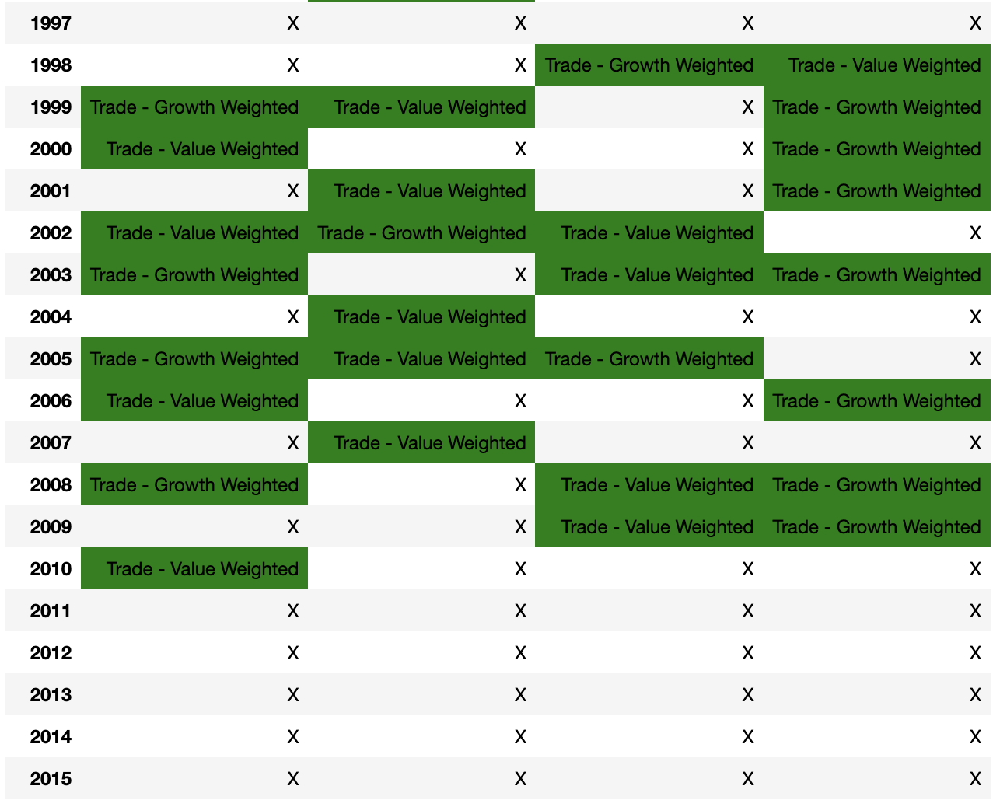 1997 X X X X
1998 X X Trade - Growth Weighted Trade - Value Weighted
1999 Trade - Growth Weighted Trade - Value Weighted X Trade - Growth Weighted
2000 Trade - Value Weighted X X Trade - Growth Weighted
2001 X Trade - Value Weighted X Trade - Growth Weighted
2002 Trade - Value Weighted Trade - Growth Weighted Trade - Value Weighted X
2003 Trade - Growth Weighted X Trade - Value Weighted Trade - Growth Weighted
2004 X Trade - Value Weighted X X
2005 Trade - Growth Weighted Trade - Value Weighted Trade - Growth Weighted X
2006 Trade - Value Weighted X X Trade - Growth Weighted
2007 X Trade - Value Weighted X X
2008 Trade - Growth Weighted X Trade - Value Weighted Trade - Growth Weighted
2009 X X Trade - Value Weighted Trade - Growth Weighted
2010 Trade - Value Weighted X X X
2011 X X X X
2012 X X X X
2013 X X X X
2014 X X X X
2015 X X X X